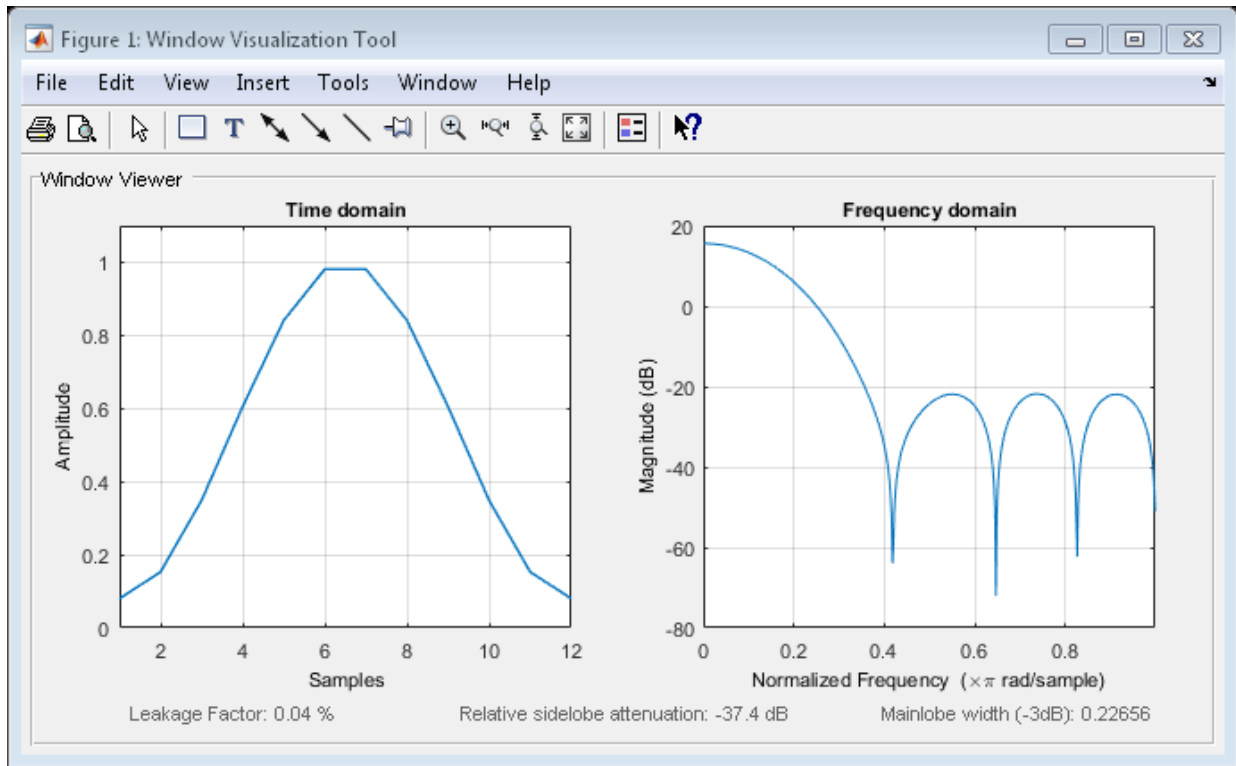 Figure 1: Window Visualization Tool
File Edit View Insert Tools Window Help
T
?
Window Viewer
Time domain
1
0.8
0.6
0.4
0.2
0
Amplitude
2 4 6 8 10 12
Samples
Frequency domain
20
0
-20
-40
-60
-80
Magnitude (dB)
0 0.2 0.4 0.6 0.8
Normalized Frequency (×π rad/sample)
Leakage Factor: 0.04 % Relative sidelobe attenuation: -37.4 dB Mainlobe width (-3dB): 0.22656